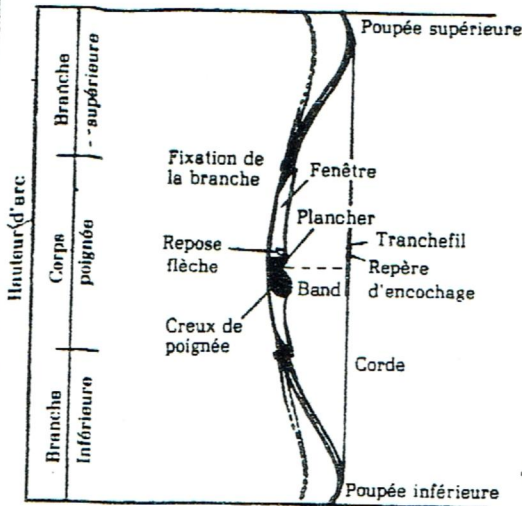 Poupée supérieure
Branche
--supérieure
Fixation de
la branche
Fenêtre
Plancher
Hauteur d'arc
Corps
poignée
Repose
flèche
Tranchefil
Repère
d'encochage
Band
Creux de
poignée
Corde
Branche
Inférieure
Poupée inférieure